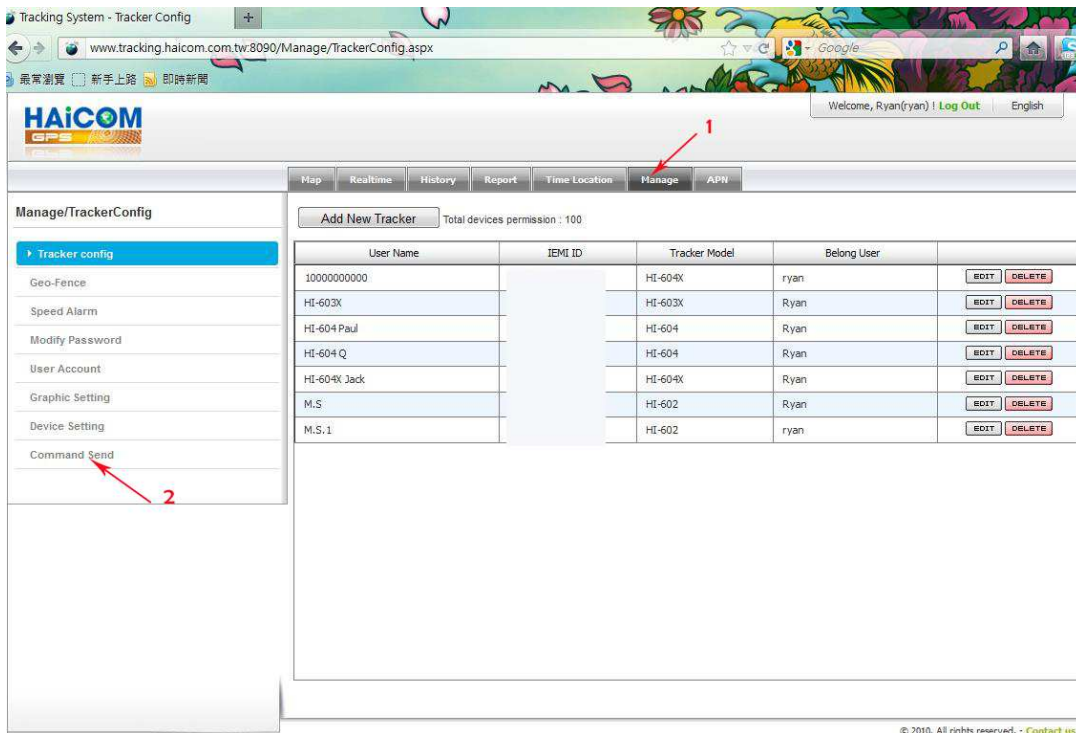 Tracking System - Tracker Config +
www.tracking.haicom.com.tw:8090/Manage/TrackerConfig.aspx
Google
最常瀏覽 新手上路 即時新聞
Welcome, Ryan(ryan) ! Log Out English
HAiCOM
GPS
1
Map Realtime History Report Time Location Manage APN
Manage/TrackerConfig
Add New Tracker Total devices permission : 100
Tracker config
Geo-Fence
Speed Alarm
Modify Password
User Account
Graphic Setting
Device Setting
Command Send
2
User Name IEMI ID Tracker Model Belong User
10000000000 HI-604X ryan EDIT DELETE
HI-603X HI-603X Ryan EDIT DELETE
HI-604 Paul HI-604 Ryan EDIT DELETE
HI-604 Q HI-604 Ryan EDIT DELETE
HI-604X Jack HI-604X Ryan EDIT DELETE
M.S HI-602 Ryan EDIT DELETE
M.S.1 HI-602 ryan EDIT DELETE
© 2010. All rights reserved. - Contact us